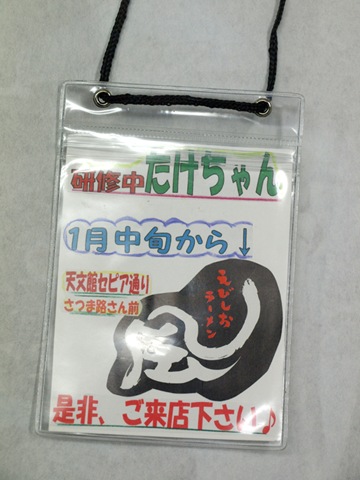 研修中たけちゃん
1月中旬から↓
天文館セピア通り
さつま路さん前
えびしお
ラーメン
是非、ご来店下さい♪